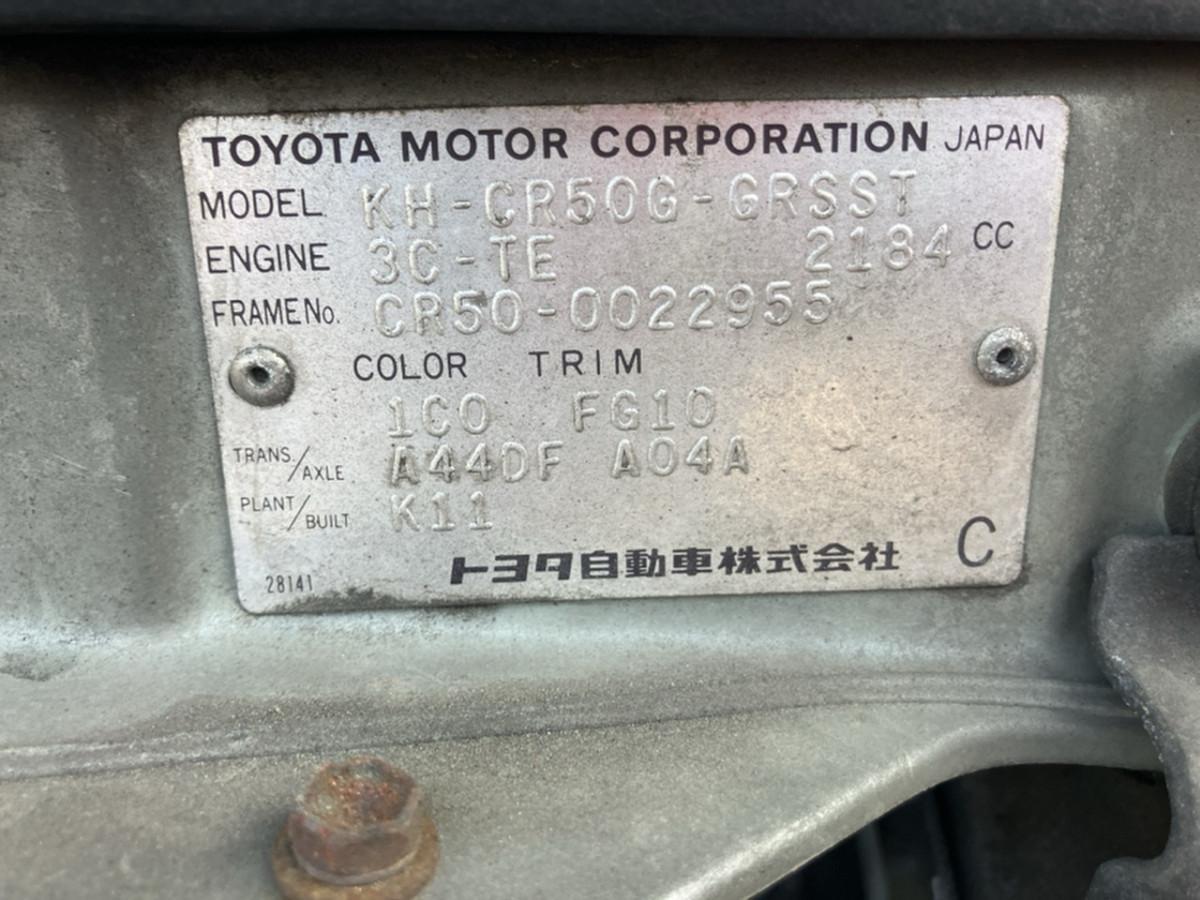 TOYOTA MOTOR CORPORATION JAPAN
MODEL KH-CR50G-GRSST
ENGINE 3C-TE 2184 CC
FRAME No. CR50-0022955
COLOR TRIM
1C0 FG10
TRANS./AXLE A44DF A04A
PLANT/BUILT K11
トヨタ自動車株式会社 C
28141